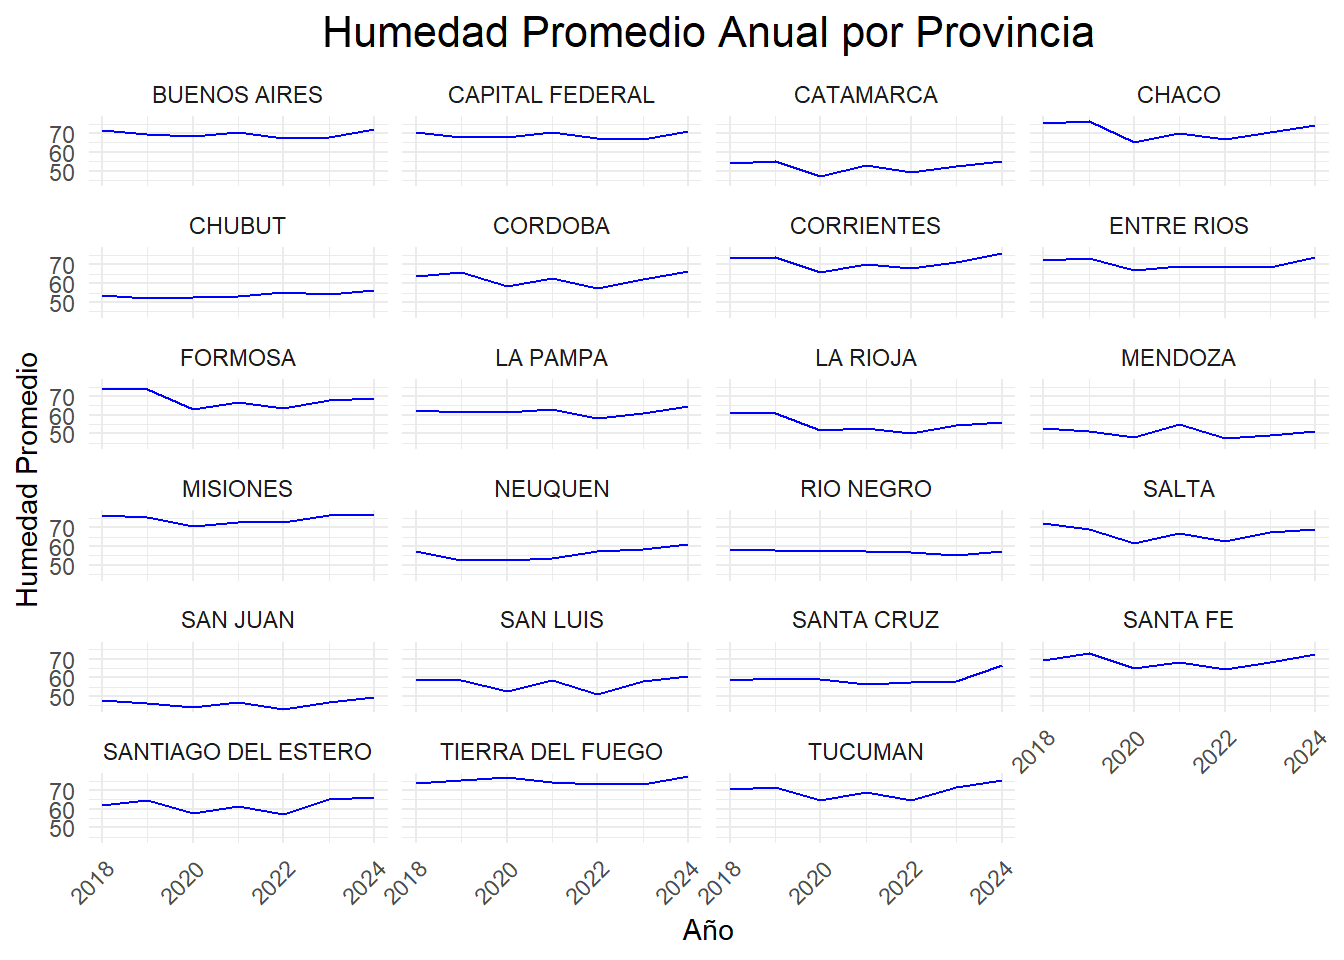 Humedad Promedio Anual por Provincia
BUENOS AIRES
CAPITAL FEDERAL
CATAMARCA
CHACO
70
60
50
CHUBUT
CORDOBA
CORRIENTES
ENTRE RIOS
70
60
50
FORMOSA
LA PAMPA
LA RIOJA
MENDOZA
70
60
50
Humedad Promedio
MISIONES
NEUQUEN
RIO NEGRO
SALTA
70
60
50
SAN JUAN
SAN LUIS
SANTA CRUZ
SANTA FE
70
60
50
2018
2020
2022
2024
SANTIAGO DEL ESTERO
TIERRA DEL FUEGO
TUCUMAN
70
60
50
2018
2020
2022
2024
2018
2020
2022
2024
2018
2020
2022
2024
Año